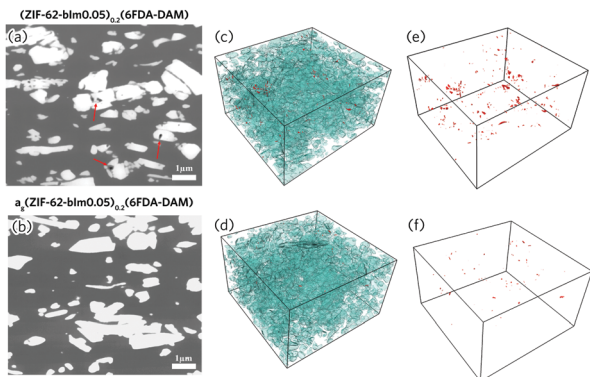 (ZIF-62-bIm0.05)0.2(6FDA-DAM)
(a)
1μm
(c)
(e)
ag(ZIF-62-bIm0.05)0.2(6FDA-DAM)
(b)
1μm
(d)
(f)